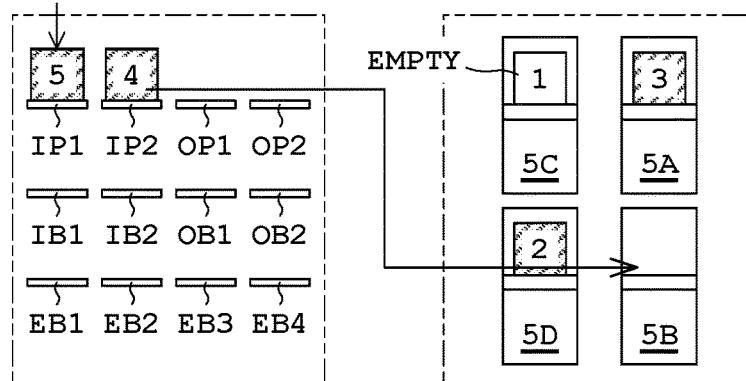 5 4
IP1 IP2 OP1 OP2
IB1 IB2 OB1 OB2
EB1 EB2 EB3 EB4
EMPTY
1 3
5C 5A
2
5D 5B